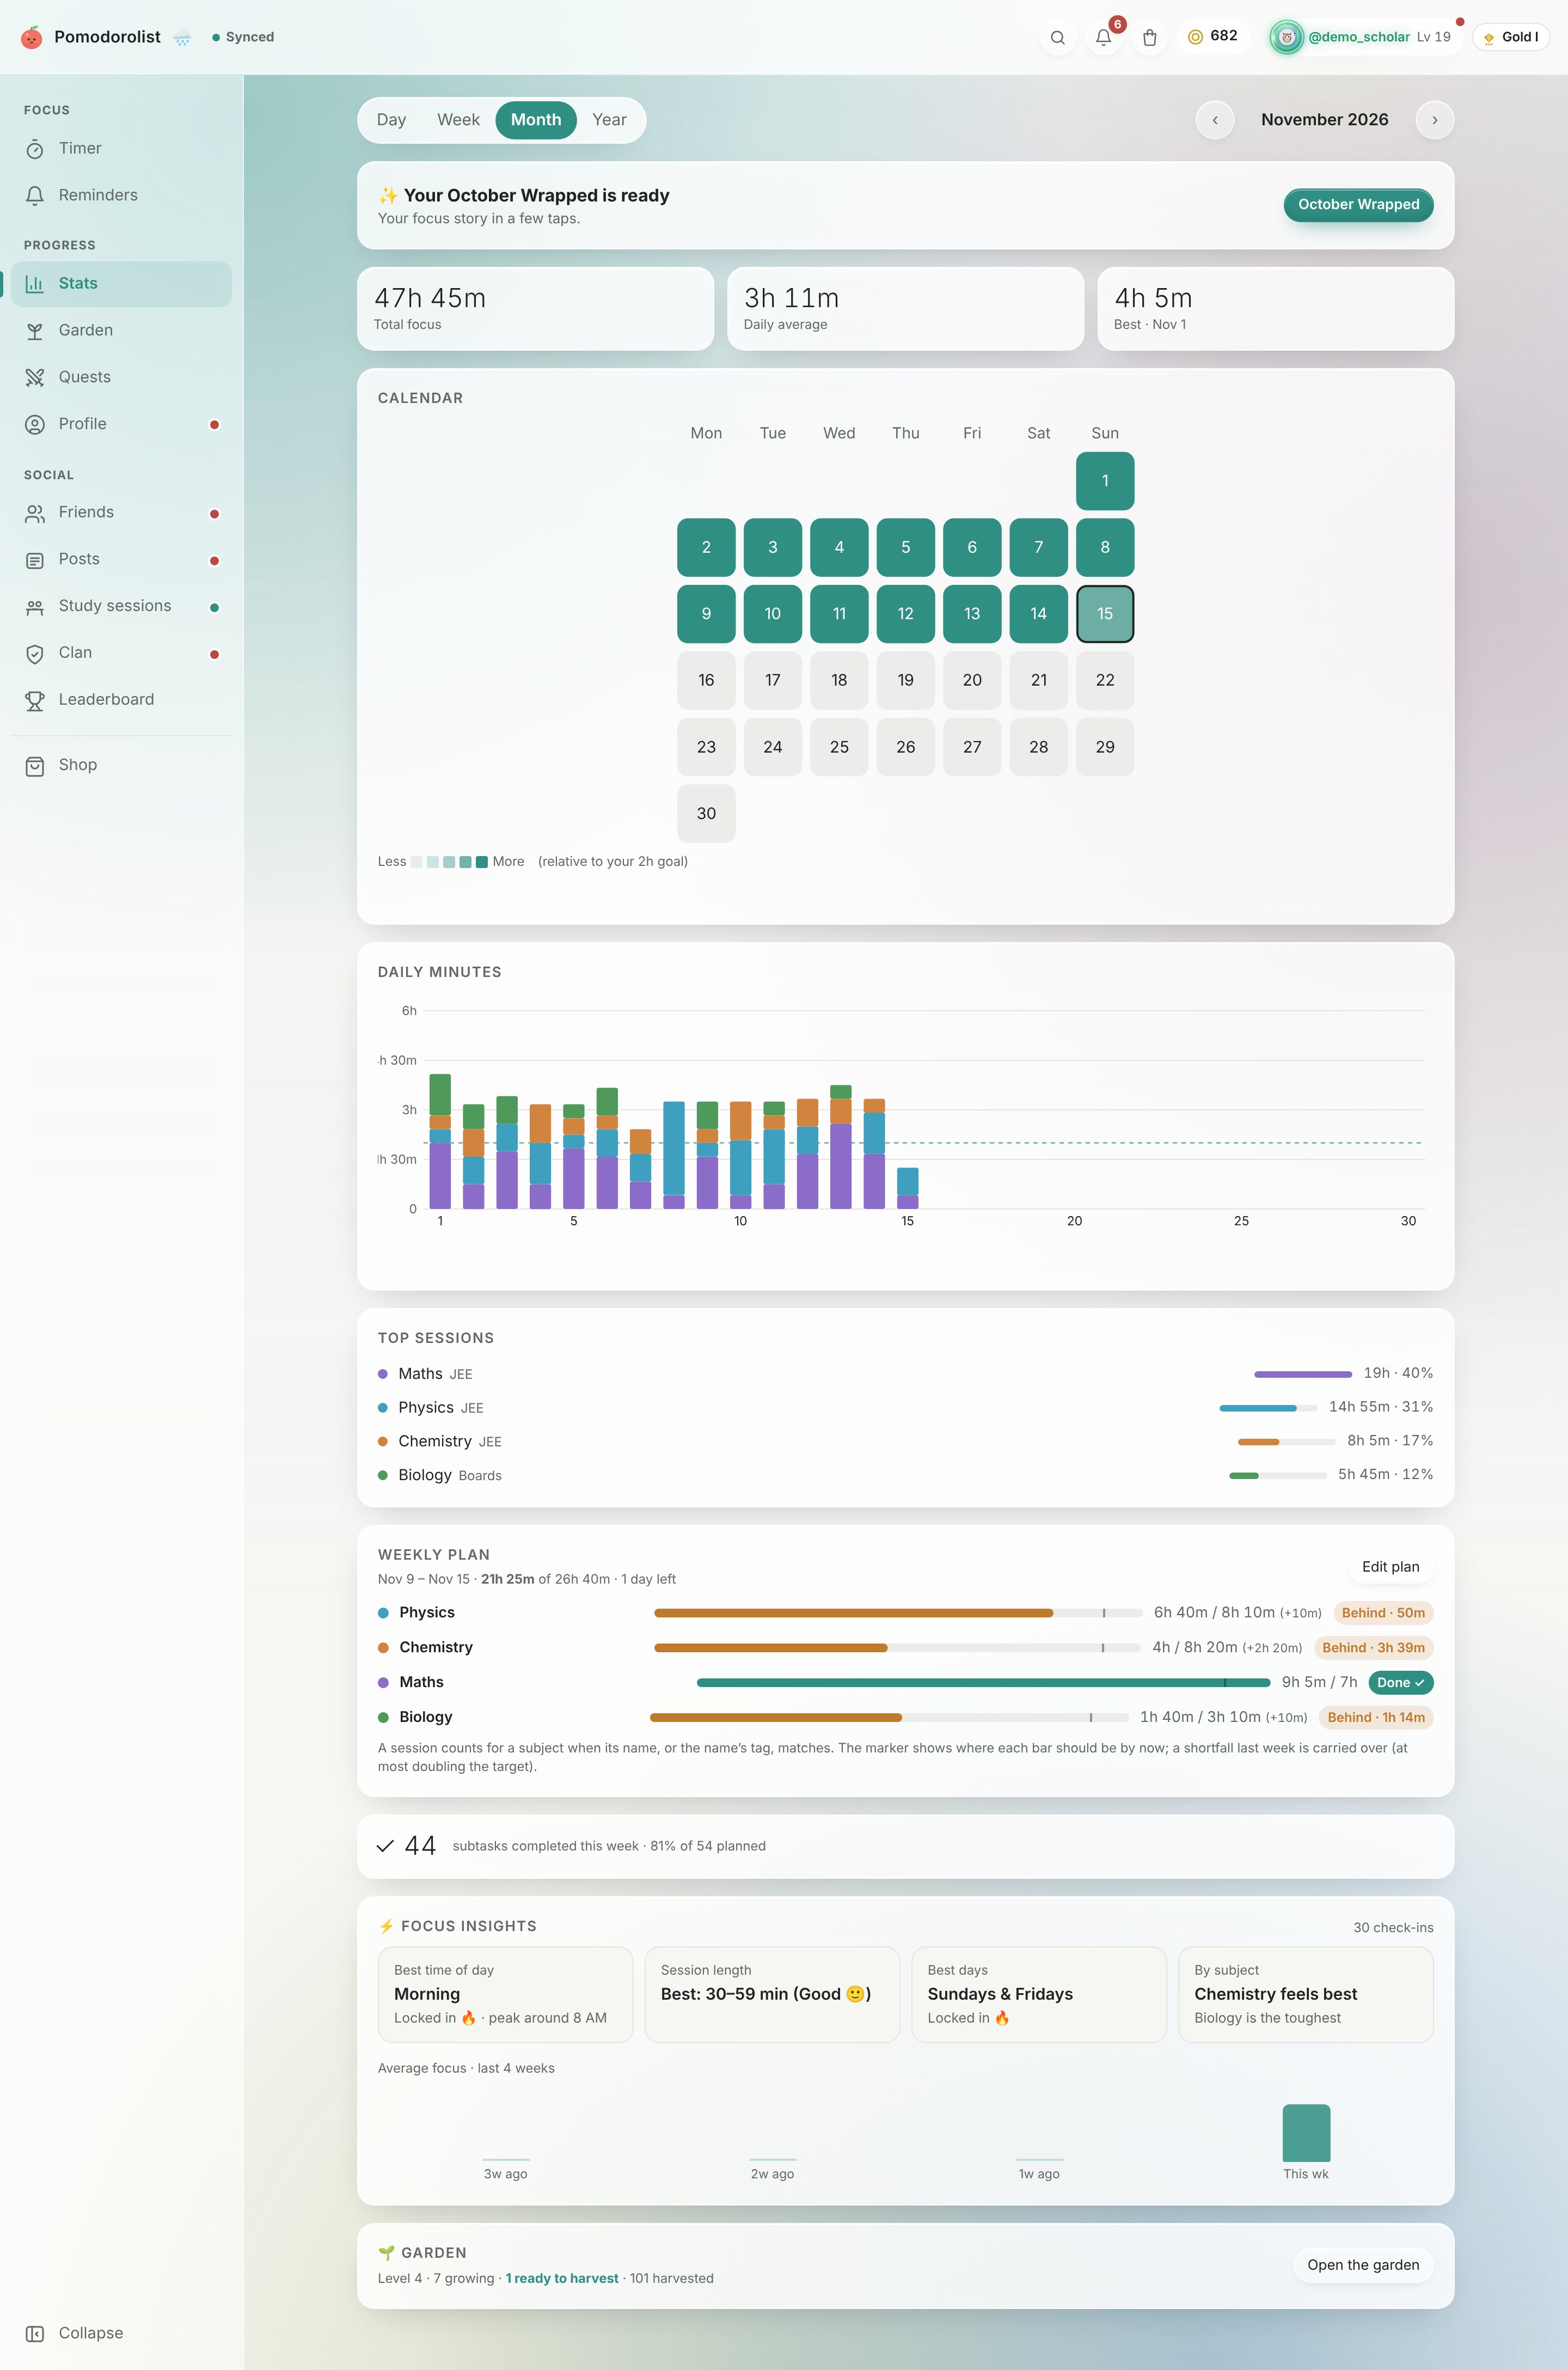 Pomodorolist
Synced
6
682
@demo_scholar Lv 19
Gold I
FOCUS
Timer
Reminders
PROGRESS
Stats
Garden
Quests
Profile
SOCIAL
Friends
Posts
Study sessions
Clan
Leaderboard
Shop
Collapse
Day Week Month Year
‹ November 2026 ›
✨ Your October Wrapped is ready
Your focus story in a few taps.
October Wrapped
47h 45m
Total focus
3h 11m
Daily average
4h 5m
Best · Nov 1
CALENDAR
Mon Tue Wed Thu Fri Sat Sun
1
2 3 4 5 6 7 8
9 10 11 12 13 14 15
16 17 18 19 20 21 22
23 24 25 26 27 28 29
30
Less More (relative to your 2h goal)
DAILY MINUTES
6h
h 30m
3h
h 30m
0
1 5 10 15 20 25 30
TOP SESSIONS
Maths JEE 19h · 40%
Physics JEE 14h 55m · 31%
Chemistry JEE 8h 5m · 17%
Biology Boards 5h 45m · 12%
WEEKLY PLAN
Nov 9 – Nov 15 · 21h 25m of 26h 40m · 1 day left
Edit plan
Physics 6h 40m / 8h 10m (+10m) Behind · 50m
Chemistry 4h / 8h 20m (+2h 20m) Behind · 3h 39m
Maths 9h 5m / 7h Done ✓
Biology 1h 40m / 3h 10m (+10m) Behind · 1h 14m
A session counts for a subject when its name, or the name’s tag, matches. The marker shows where each bar should be by now; a shortfall last week is carried over (at
most doubling the target).
44 subtasks completed this week · 81% of 54 planned
⚡ FOCUS INSIGHTS
30 check-ins
Best time of day
Morning
Locked in 🔥 · peak around 8 AM
Session length
Best: 30–59 min (Good 🙂)
Best days
Sundays & Fridays
Locked in 🔥
By subject
Chemistry feels best
Biology is the toughest
Average focus · last 4 weeks
3w ago 2w ago 1w ago This wk
🌱 GARDEN
Level 4 · 7 growing · 1 ready to harvest · 101 harvested
Open the garden